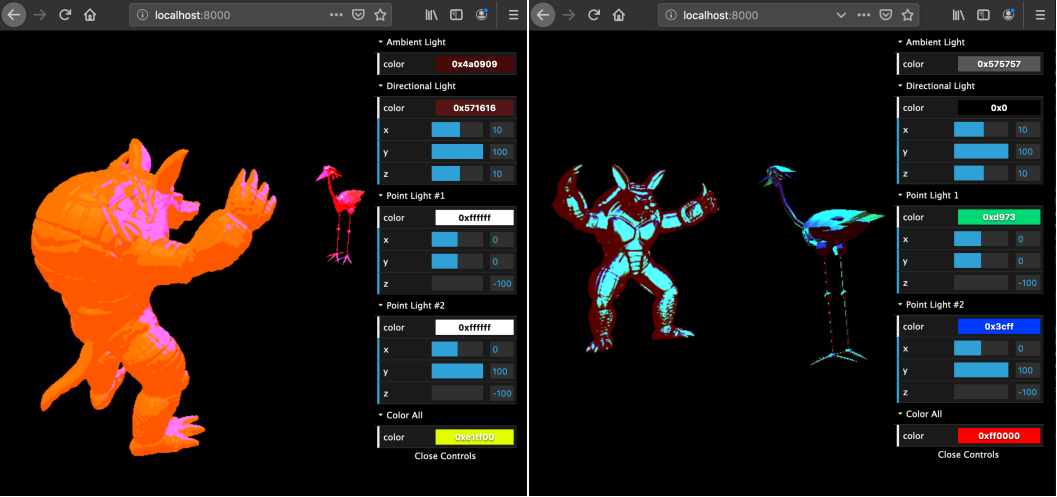 localhost:8000
Ambient Light
color 0x4a0909
Directional Light
color 0x571616
x 10
y 100
z 10
Point Light #1
color 0xffffff
x 0
y 0
z -100
Point Light #2
color 0xffffff
x 0
y 100
z -100
Color All
color 0xe1ff00
Close Controls
localhost:8000
Ambient Light
color 0x575757
Directional Light
color 0x0
x 10
y 100
z 10
Point Light 1
color 0xd973
x 0
y 0
z -100
Point Light #2
color 0x3cff
x 0
y 100
z -100
Color All
color 0xff0000
Close Controls